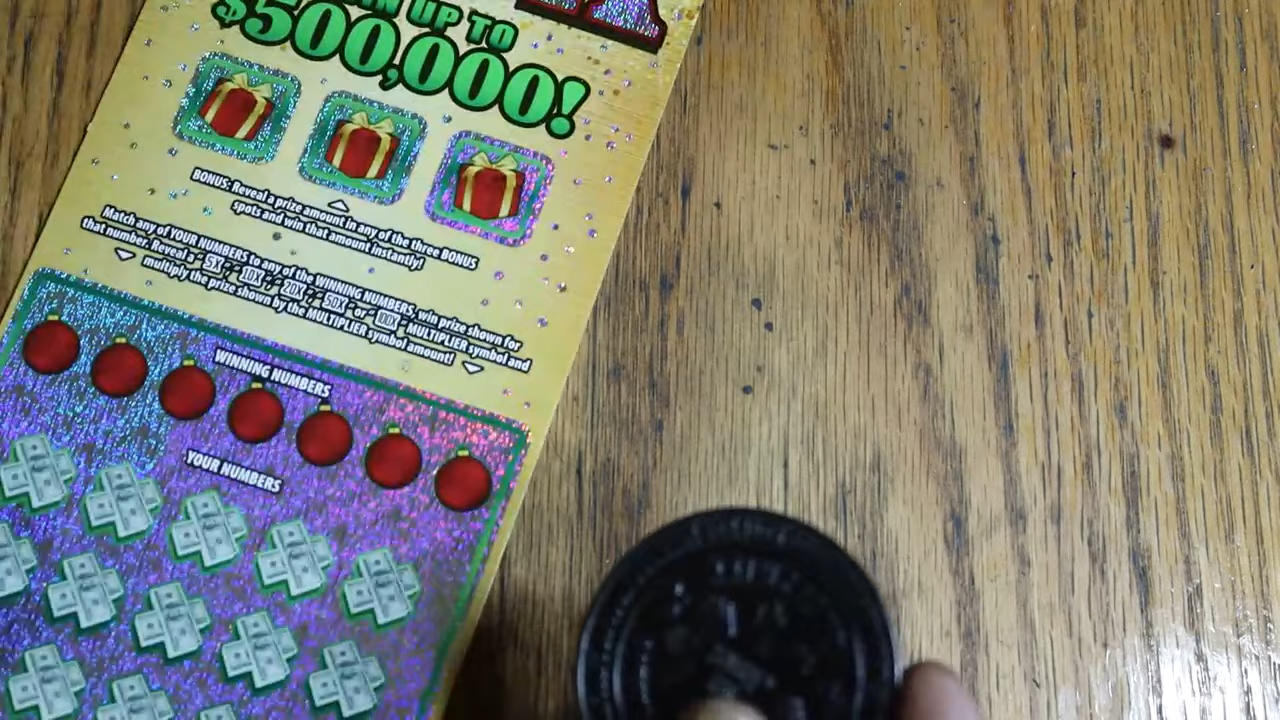 WIN UP TO
$500,000!
BONUS: Reveal a prize amount in any of the three BONUS
spots and win that amount instantly!
Match any of YOUR NUMBERS to any of the WINNING NUMBERS, win prize shown for
that number. Reveal a "5X", "10X", "20X", "50X" or "100X" MULTIPLIER symbol and
multiply the prize shown by the MULTIPLIER symbol amount!
WINNING NUMBERS
YOUR NUMBERS